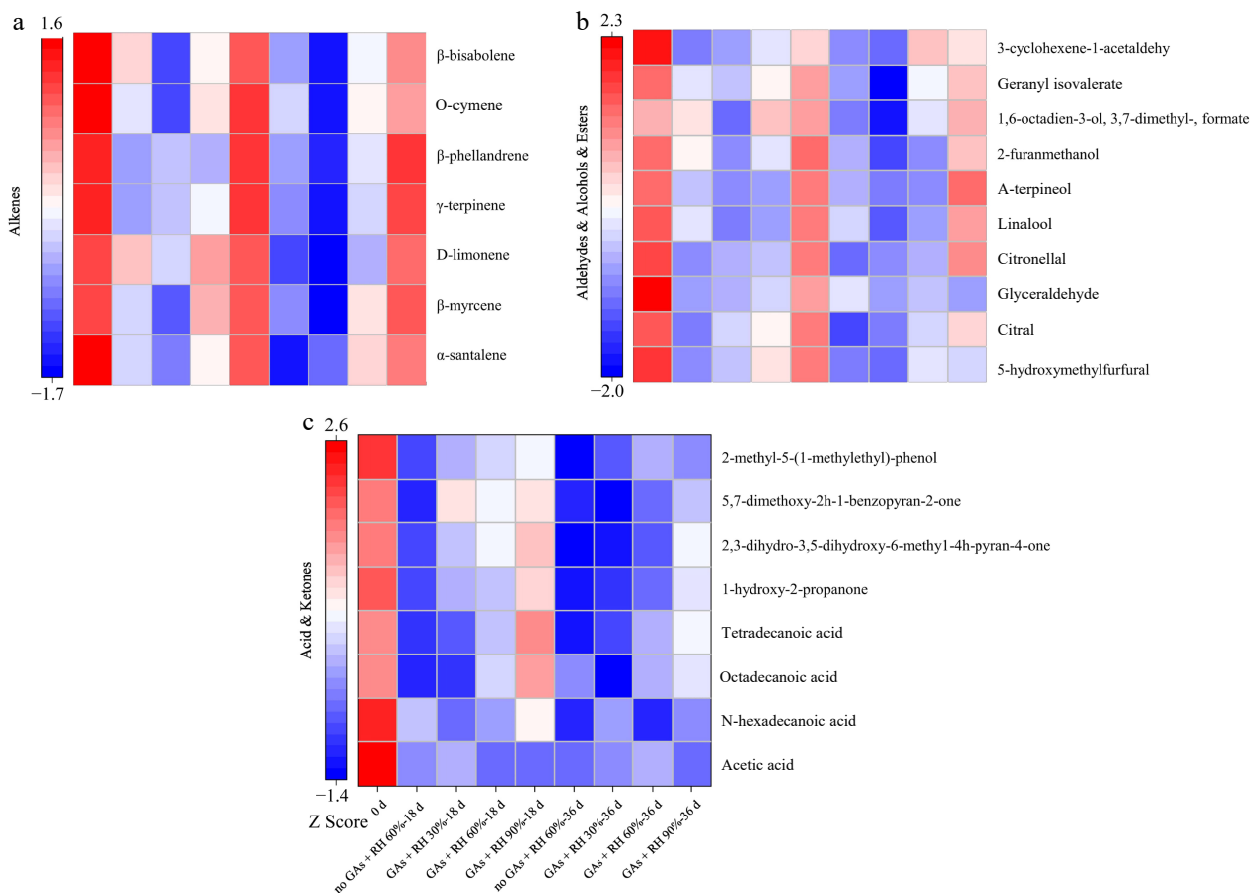 a
1.6
Alkenes
−1.7
β-bisabolene
O-cymene
β-phellandrene
γ-terpinene
D-limonene
β-myrcene
α-santalene
b
2.3
Aldehydes & Alcohols & Esters
−2.0
3-cyclohexene-1-acetaldehy
Geranyl isovalerate
1,6-octadien-3-ol, 3,7-dimethyl-, formate
2-furanmethanol
A-terpineol
Linalool
Citronellal
Glyceraldehyde
Citral
5-hydroxymethylfurfural
c
2.6
Acid & Ketones
−1.4
Z Score
2-methyl-5-(1-methylethyl)-phenol
5,7-dimethoxy-2h-1-benzopyran-2-one
2,3-dihydro-3,5-dihydroxy-6-methy1-4h-pyran-4-one
1-hydroxy-2-propanone
Tetradecanoic acid
Octadecanoic acid
N-hexadecanoic acid
Acetic acid
0 d
no GAs + RH 60%-18 d
GAs + RH 30%-18 d
GAs + RH 60%-18 d
GAs + RH 90%-18 d
no GAs + RH 60%-36 d
GAs + RH 30%-36 d
GAs + RH 60%-36 d
GAs + RH 90%-36 d